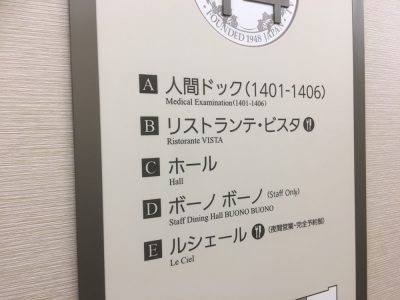 FOUNDED 1948 JAPAN
A 人間ドック(1401-1406)
Medical Examination(1401-1406)
B リストランテ・ビスタ
Ristorante VISTA
C ホール
Hall
D ボーノ ボーノ (Staff Only)
Staff Dining Hall BUONO BUONO
E ルシェール (夜間営業・完全予約制)
Le Ciel